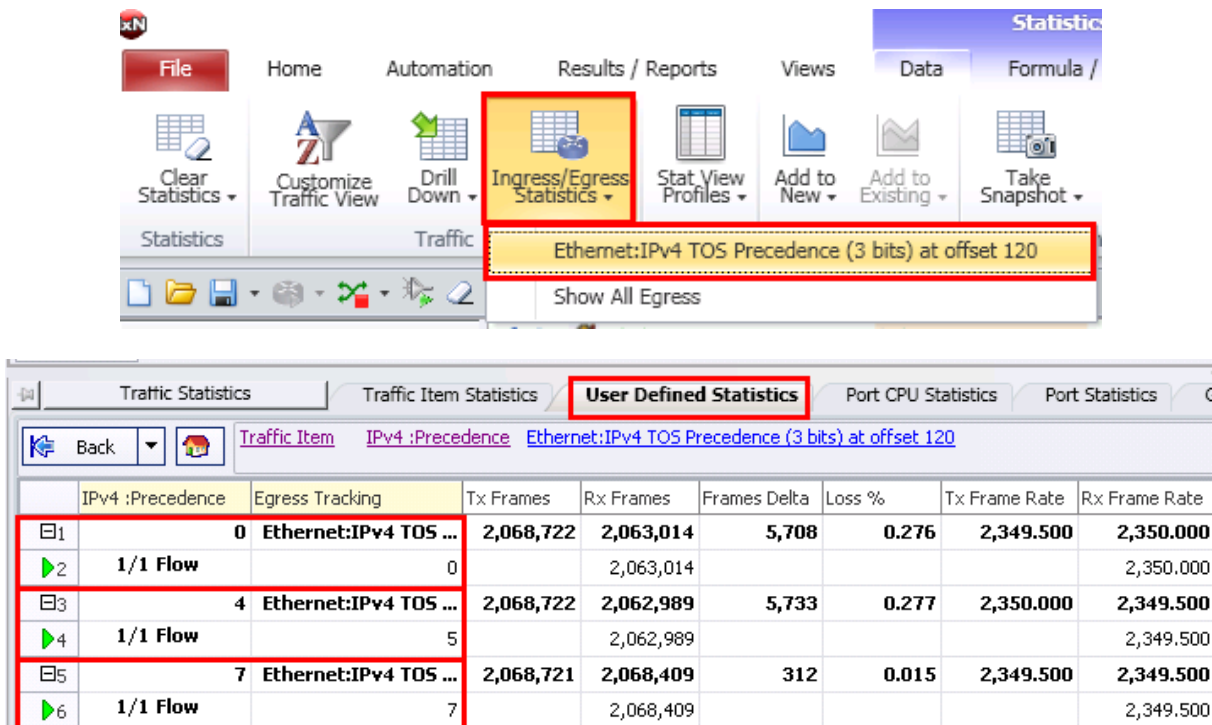 xN
Statistics
File Home Automation Results / Reports Views Data Formula /
Clear Statistics
Customize Traffic View
Drill Down
Ingress/Egress Statistics
Stat View Profiles
Add to New
Add to Existing
Take Snapshot
Statistics Traffic
Ethernet:IPv4 TOS Precedence (3 bits) at offset 120
Show All Egress
Traffic Statistics Traffic Item Statistics User Defined Statistics Port CPU Statistics Port Statistics
Back Traffic Item IPv4 :Precedence Ethernet:IPv4 TOS Precedence (3 bits) at offset 120
IPv4 :Precedence Egress Tracking Tx Frames Rx Frames Frames Delta Loss % Tx Frame Rate Rx Frame Rate
1 0 Ethernet:IPv4 TOS ... 2,068,722 2,063,014 5,708 0.276 2,349.500 2,350.000
2 1/1 Flow 0 2,063,014 2,350.000
3 4 Ethernet:IPv4 TOS ... 2,068,722 2,062,989 5,733 0.277 2,350.000 2,349.500
4 1/1 Flow 5 2,062,989 2,349.500
5 7 Ethernet:IPv4 TOS ... 2,068,721 2,068,409 312 0.015 2,349.500 2,349.500
6 1/1 Flow 7 2,068,409 2,349.500